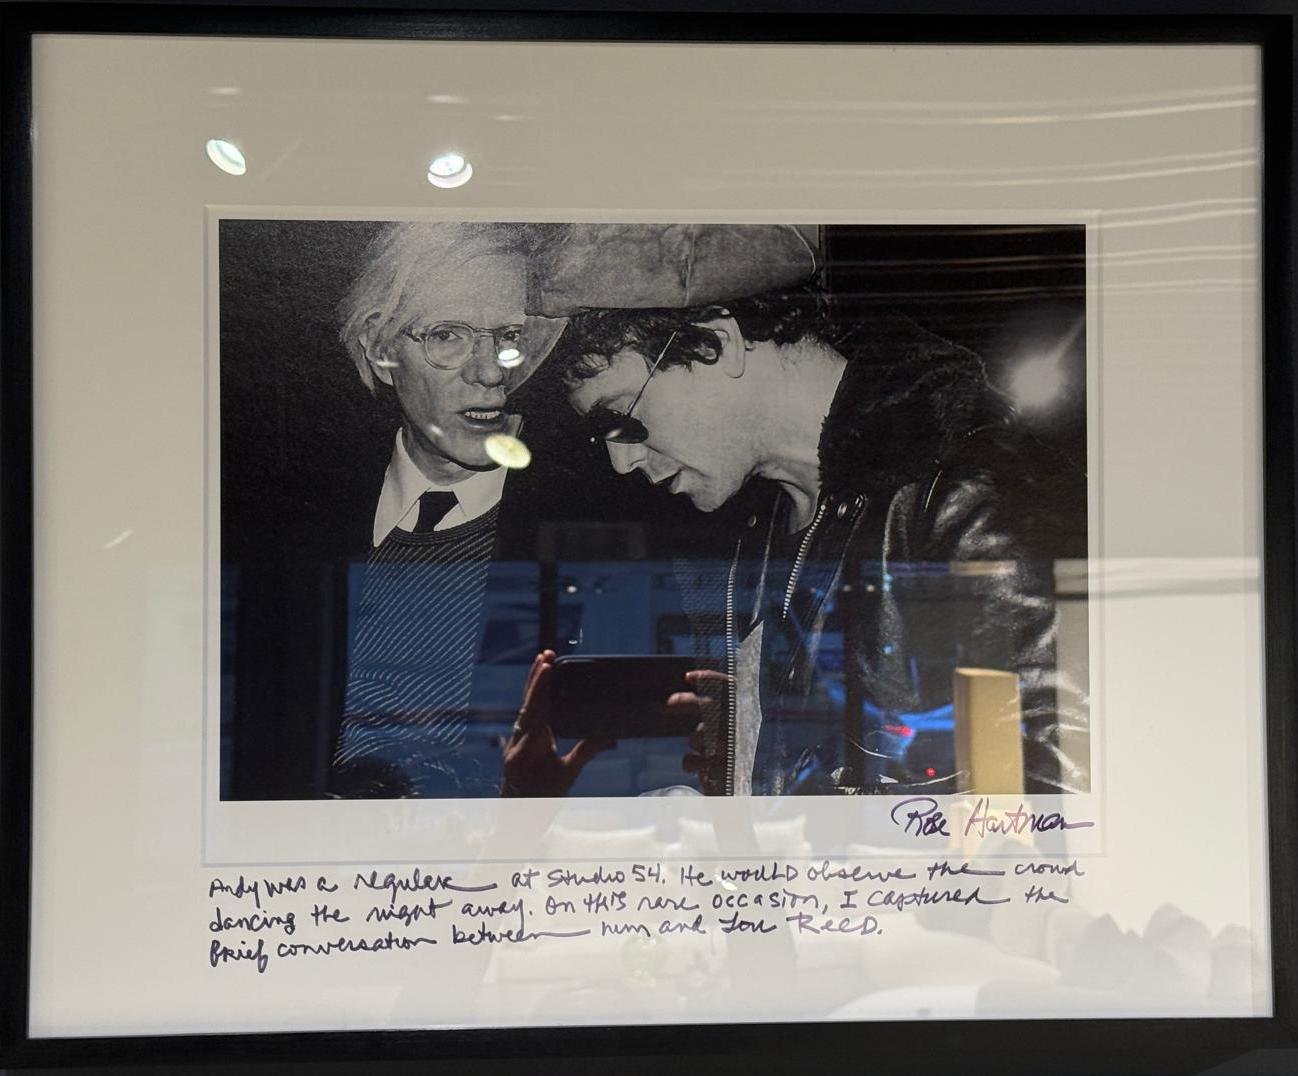 Rose Hartman
Andy was a regular at Studio 54. He would observe the crowd
dancing the night away. On this rare occasion, I captured the
brief conversation between him and Lou Reed.